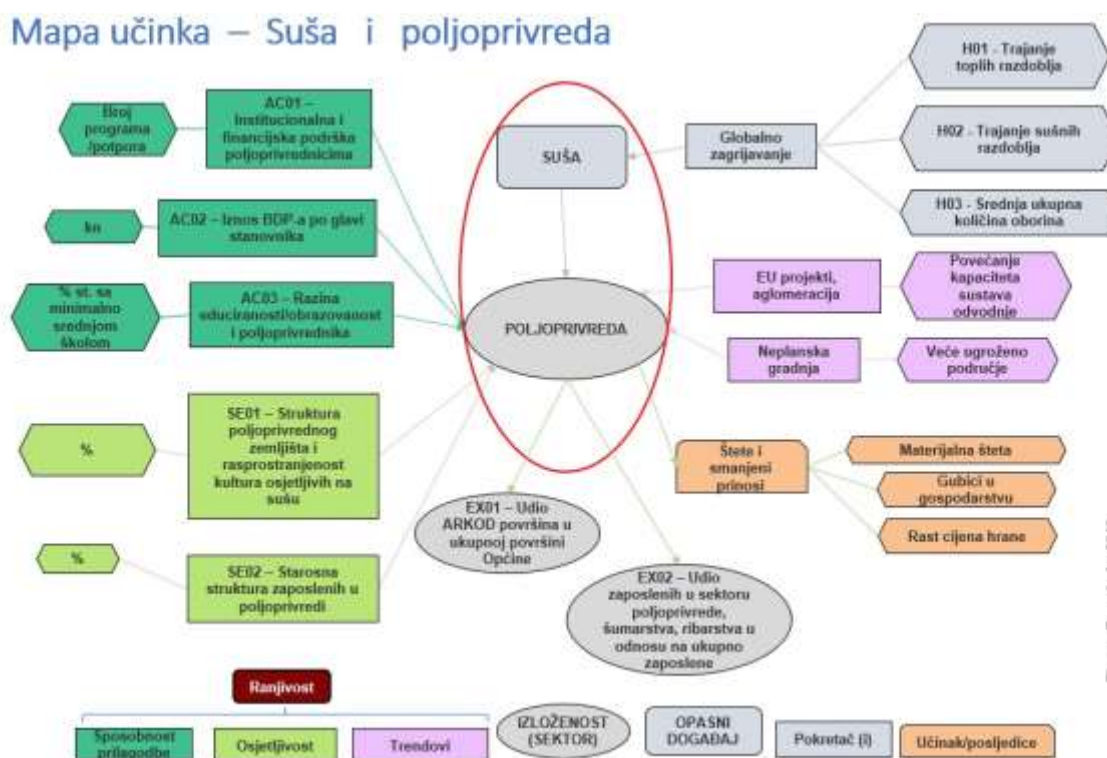 Mapa učinka – Suša i poljoprivreda
Broj
programa
/potpora
AC01 –
Institucionalna i
financijska podrška
poljoprivrednicima
kn
AC02 – Iznos BDP-a po glavi
stanovnika
% st. sa
minimalno
srednjom
školom
AC03 – Razina
educiranosti/obrazovanost
i poljoprivrednika
%
SE01 – Struktura
poljoprivrednog
zemljišta i
rasprostranjenost
kultura osjetljivih na
sušu
%
SE02 – Starosna
struktura zaposlenih u
poljoprivredi
SUŠA
POLJOPRIVREDA
EX01 – Udio
ARKOD površina u
ukupnoj površini
Općine
EX02 – Udio
zaposlenih u sektoru
poljoprivrede,
šumarstva, ribarstva u
odnosu na ukupno
zaposlene
Globalno
zagrijavanje
H01 - Trajanje
toplih razdoblja
H02 - Trajanje sušnih
razdoblja
H03 - Srednja ukupna
količina oborina
EU projekti,
aglomeracija
Povećanje
kapaciteta
sustava
odvodnje
Neplanska
gradnja
Veće ugroženo
područje
Šteta i
smanjeni
prinosi
Materijalna šteta
Gubici u
gospodarstvu
Rast cijena hrane
Ranjivost
Sposobnost
prilagodbe
Osjetljivost
Trendovi
IZLOŽENOST
(SEKTOR)
OPASNI
DOGAĐAJ
Pokretač (i)
Učinak/posljedice